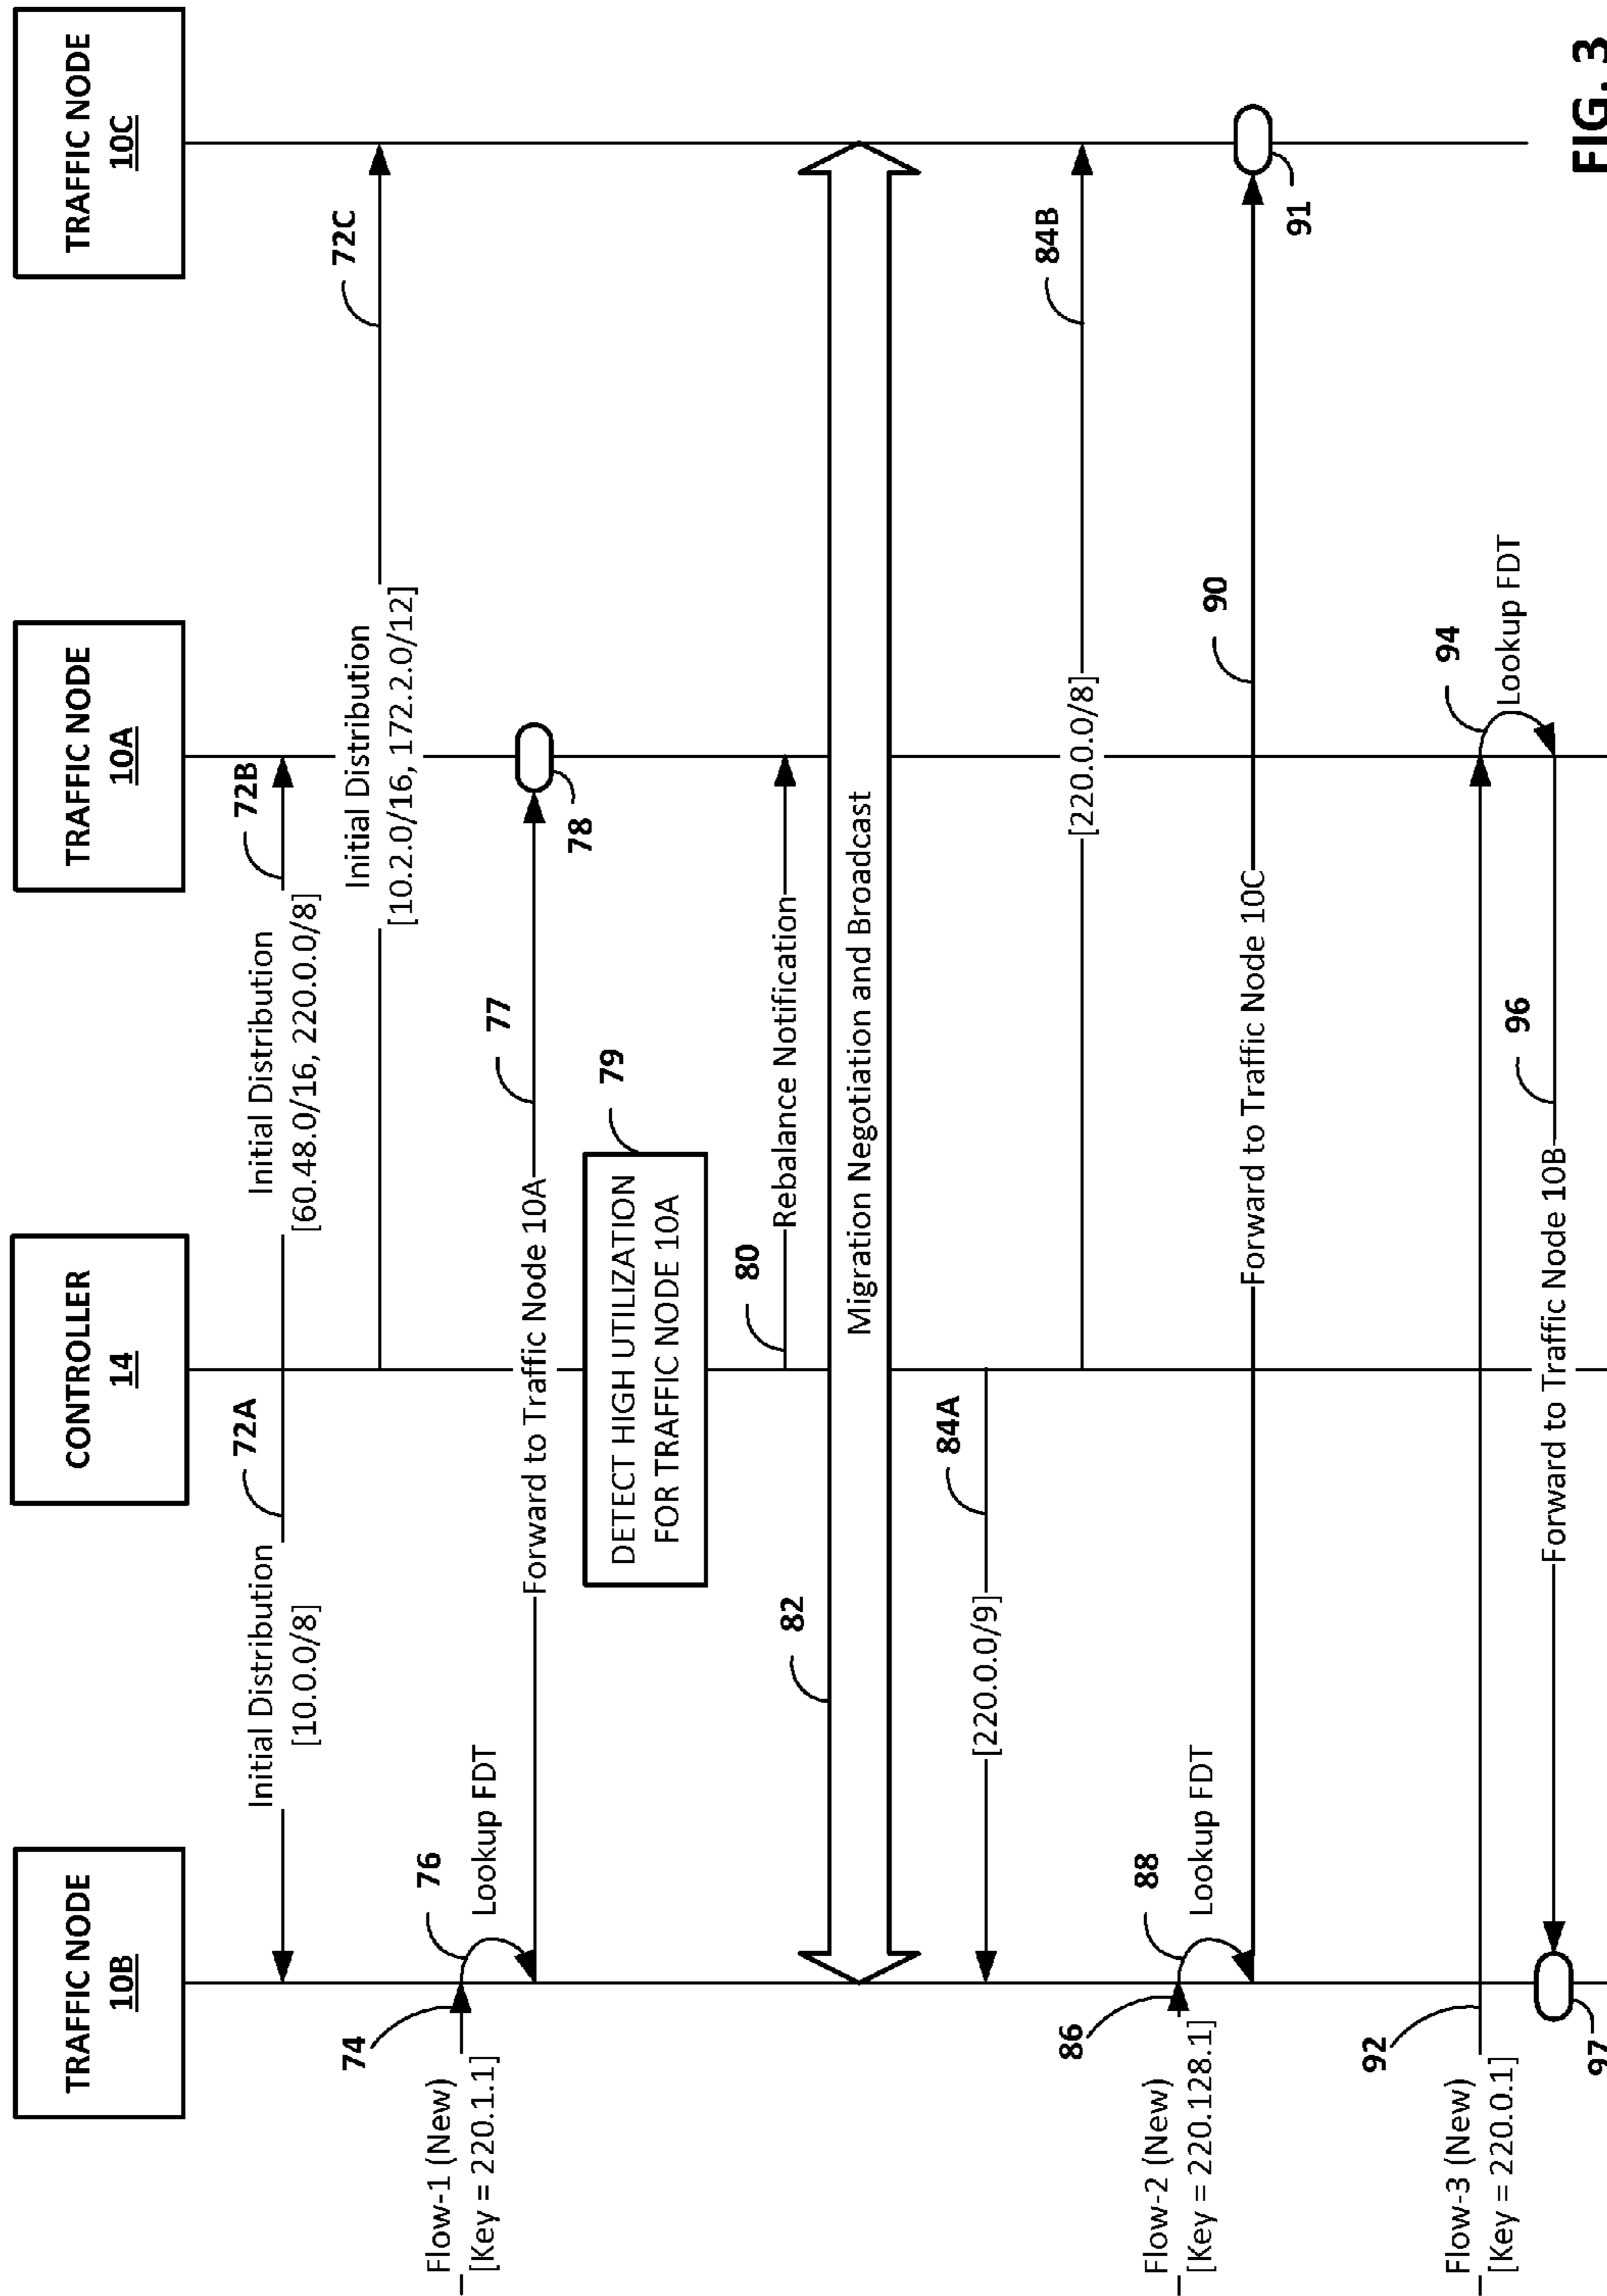 TRAFFIC NODE
10B
CONTROLLER
14
TRAFFIC NODE
10A
TRAFFIC NODE
10C
72A
Initial Distribution
[10.0.0/8]
72B
Initial Distribution
[60.48.0/16, 220.0.0/8]
72C
Initial Distribution
[10.2.0/16, 172.2.0/12]
74
Flow-1 (New)
[Key = 220.1.1]
76
Lookup FDT
77
Forward to Traffic Node 10A
78
79
DETECT HIGH UTILIZATION
FOR TRAFFIC NODE 10A
80
Rebalance Notification
82
Migration Negotiation and Broadcast
84A
[220.0.0/9]
84B
[220.0.0/8]
86
Flow-2 (New)
[Key = 220.128.1]
88
Lookup FDT
90
Forward to Traffic Node 10C
91
92
Flow-3 (New)
[Key = 220.0.1]
94
Lookup FDT
96
Forward to Traffic Node 10B
97
FIG. 3